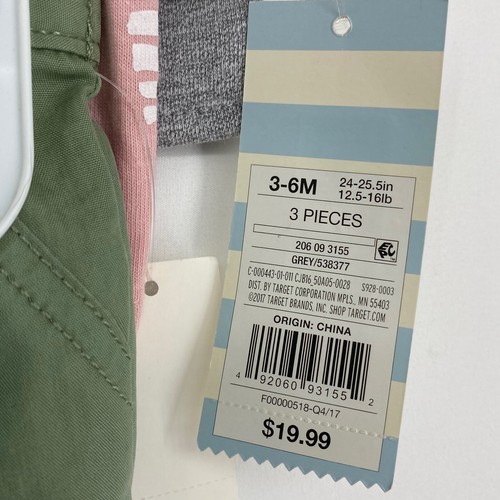 3-6M
24-25.5in
12.5-16lb
3 PIECES
206 09 3155
GREY/538377
C-000443-01-011 CJB16_50A05-0028 S928-0003
DIST. BY TARGET CORPORATION MPLS., MN 55403
©2017 TARGET BRANDS, INC. SHOP TARGET.COM
ORIGIN: CHINA
4 92060 93155 2
F00000518-Q4/17
$19.99